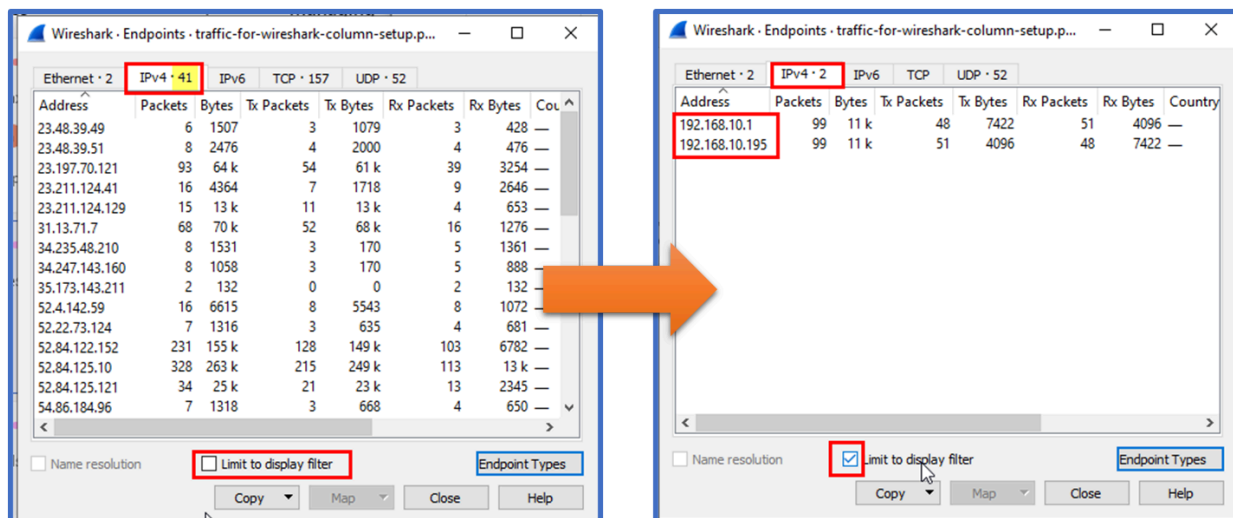 Wireshark · Endpoints · traffic-for-wireshark-column-setup.p...
Ethernet · 2 IPv4 · 41 IPv6 TCP · 157 UDP · 52
Address Packets Bytes Tx Packets Tx Bytes Rx Packets Rx Bytes Cou
23.48.39.49 6 1507 3 1079 3 428 —
23.48.39.51 8 2476 4 2000 4 476 —
23.197.70.121 93 64 k 54 61 k 39 3254 —
23.211.124.41 16 4364 7 1718 9 2646 —
23.211.124.129 15 13 k 11 13 k 4 653 —
31.13.71.7 68 70 k 52 68 k 16 1276 —
34.235.48.210 8 1531 3 170 5 1361 —
34.247.143.160 8 1058 3 170 5 888 —
35.173.143.211 2 132 0 0 2 132 —
52.4.142.59 16 6615 8 5543 8 1072 —
52.22.73.124 7 1316 3 635 4 681 —
52.84.122.152 231 155 k 128 149 k 103 6782 —
52.84.125.10 328 263 k 215 249 k 113 13 k —
52.84.125.121 34 25 k 21 23 k 13 2345 —
54.86.184.96 7 1318 3 668 4 650 —
Name resolution Limit to display filter Endpoint Types
Copy Map Close Help
Wireshark · Endpoints · traffic-for-wireshark-column-setup.p...
Ethernet · 2 IPv4 · 2 IPv6 TCP UDP · 52
Address Packets Bytes Tx Packets Tx Bytes Rx Packets Rx Bytes Country
192.168.10.1 99 11 k 48 7422 51 4096 —
192.168.10.195 99 11 k 51 4096 48 7422 —
Name resolution Limit to display filter Endpoint Types
Copy Map Close Help